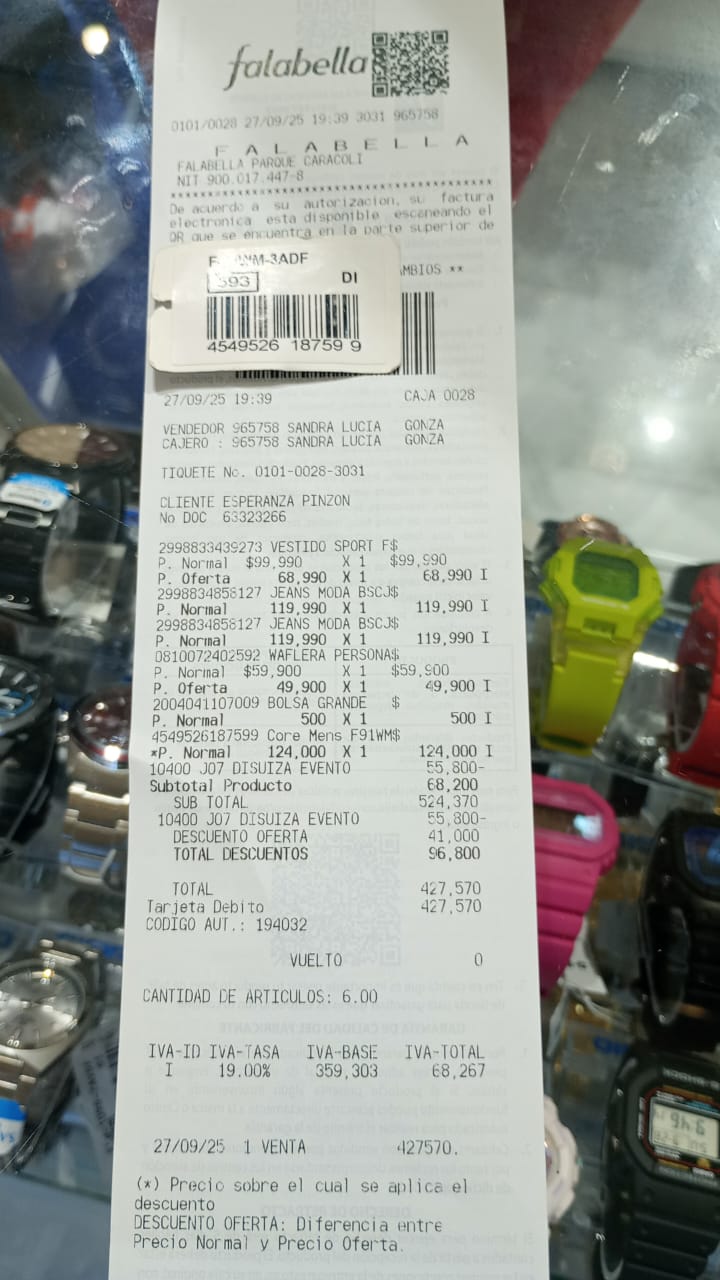 falabella
0101/0028 27/09/25 19:39 3031 965758
F A L A B E L L A
FALABELLA PARQUE CARACOLI
NIT 900.017.447-8
****************************************
De acuerdo a su autorizacion, su factura
electronica esta disponible escaneando el
QR que se encuentra en la parte superior de
MBIOS **
WM-3ADF
593 DI
4549526 18759 9
27/09/25 19:39 CAJA 0028
VENDEDOR 965758 SANDRA LUCIA GONZA
CAJERO : 965758 SANDRA LUCIA GONZA
TIQUETE No. 0101-0028-3031
CLIENTE ESPERANZA PINZON
No DOC 63323266
2998833439273 VESTIDO SPORT F$
P. Normal $99,990 X 1 $99,990
P. Oferta 68,990 X 1 68,990 I
2998834858127 JEANS MODA BSCJ$
P. Normal 119,990 X 1 119,990 I
2998834858127 JEANS MODA BSCJ$
P. Normal 119,990 X 1 119,990 I
0810072402592 WAFLERA PERSONA$
P. Normal $59,900 X 1 $59,900
P. Oferta 49,900 X 1 49,900 I
2004041107009 BOLSA GRANDE $
P. Normal 500 X 1 500 I
4549526187599 Core Mens F91WM$
*P. Normal 124,000 X 1 124,000 I
10400 J07 DISUIZA EVENTO 55,800-
Subtotal Producto 68,200
SUB TOTAL 524,370
10400 J07 DISUIZA EVENTO 55,800-
DESCUENTO OFERTA 41,000
TOTAL DESCUENTOS 96,800
TOTAL 427,570
Tarjeta Debito 427,570
CODIGO AUT.: 194032
VUELTO 0
CANTIDAD DE ARTICULOS: 6.00
IVA-ID IVA-TASA IVA-BASE IVA-TOTAL
I 19.00% 359,303 68,267
27/09/25 1 VENTA 427570.
(*) Precio sobre el cual se aplica el
descuento
DESCUENTO OFERTA: Diferencia entre
Precio Normal y Precio Oferta.